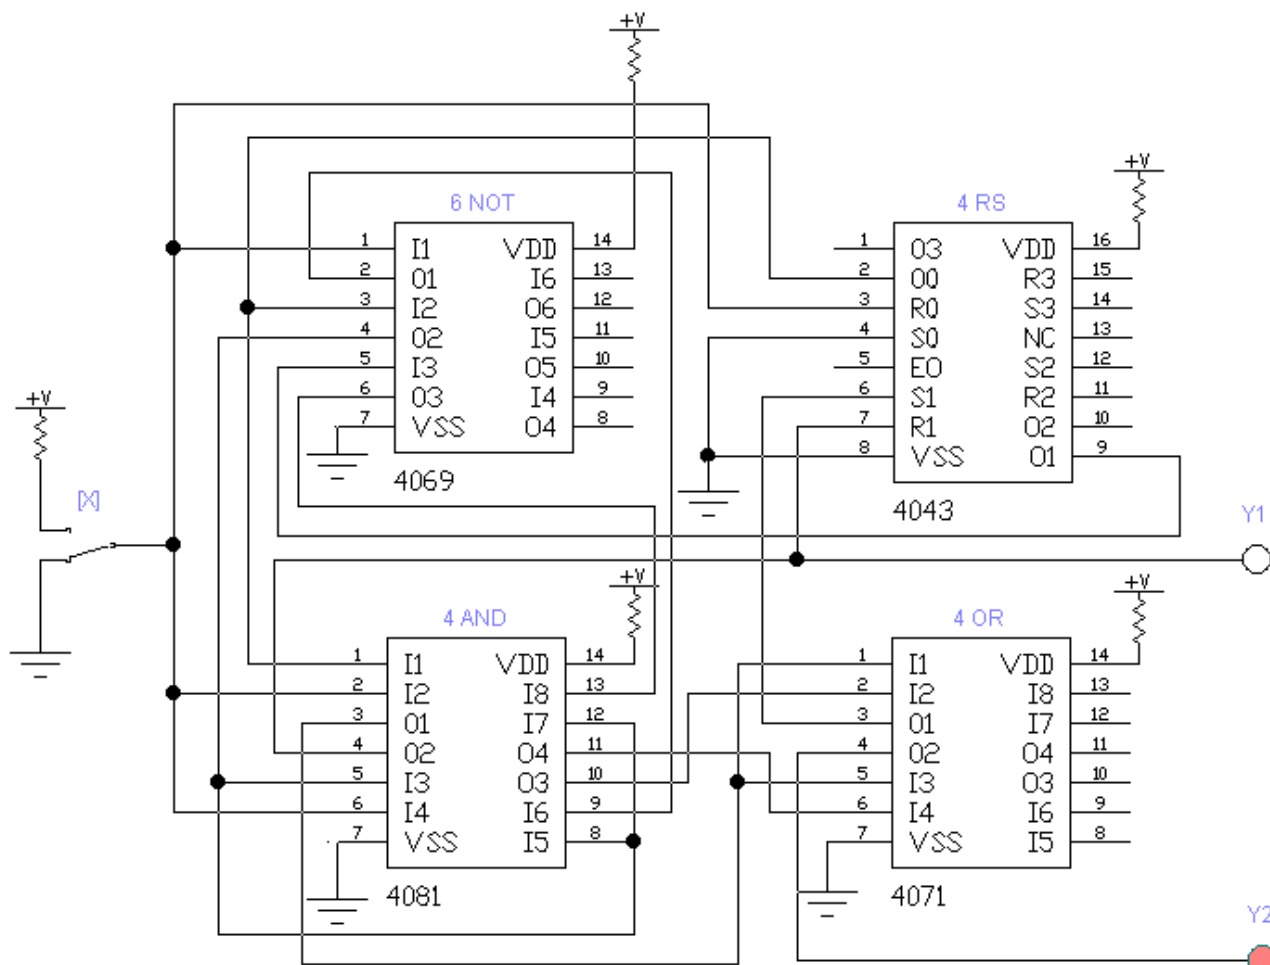 +V
+V
6 NOT
4 RS
1 I1 VDD 14
2 O1 I6 13
3 I2 O6 12
4 O2 I5 11
5 I3 O5 10
6 O3 I4 9
7 VSS O4 8
4069
1 O3 VDD 16
2 O0 R3 15
3 R0 S3 14
4 S0 NC 13
5 EO S2 12
6 S1 R2 11
7 R1 O2 10
8 VSS O1 9
4043
+V
[X]
Y1
+V
+V
4 AND
4 OR
1 I1 VDD 14
2 I2 I8 13
3 O1 I7 12
4 O2 O4 11
5 I3 O3 10
6 I4 I6 9
7 VSS I5 8
4081
1 I1 VDD 14
2 I2 I8 13
3 O1 I7 12
4 O2 O4 11
5 I3 O3 10
6 I4 I6 9
7 VSS I5 8
4071
Y2